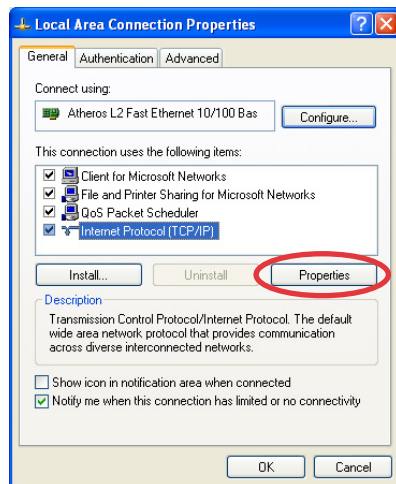 Local Area Connection Properties
General Authentication Advanced
Connect using:
Atheros L2 Fast Ethernet 10/100 Bas Configure...
This connection uses the following items:
Client for Microsoft Networks
File and Printer Sharing for Microsoft Networks
QoS Packet Scheduler
Internet Protocol (TCP/IP)
Install... Uninstall Properties
Description
Transmission Control Protocol/Internet Protocol. The default
wide area network protocol that provides communication
across diverse interconnected networks.
Show icon in notification area when connected
Notify me when this connection has limited or no connectivity
OK Cancel